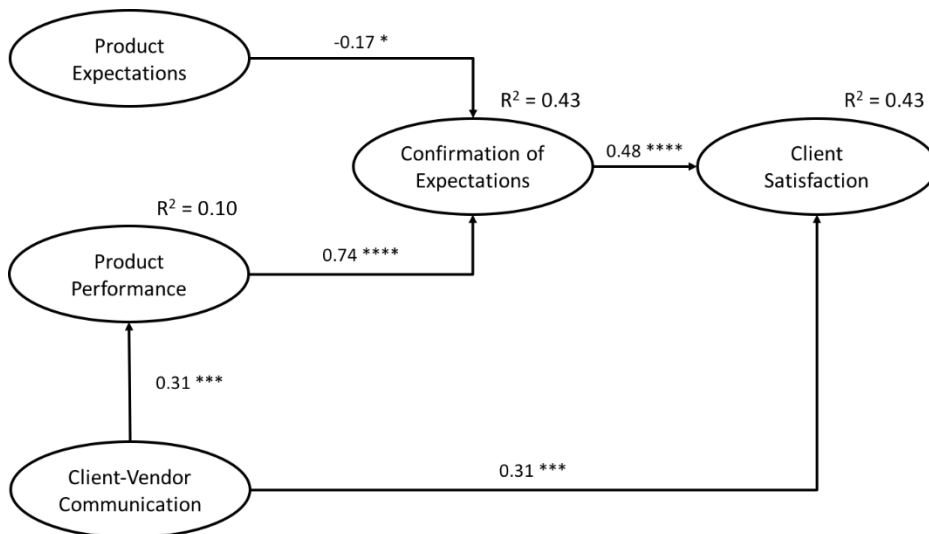 Product
Expectations
-0.17 *
R² = 0.43
R² = 0.43
Confirmation of
Expectations
0.48 ****
Client
Satisfaction
R² = 0.10
Product
Performance
0.74 ****
0.31 ***
Client-Vendor
Communication
0.31 ***